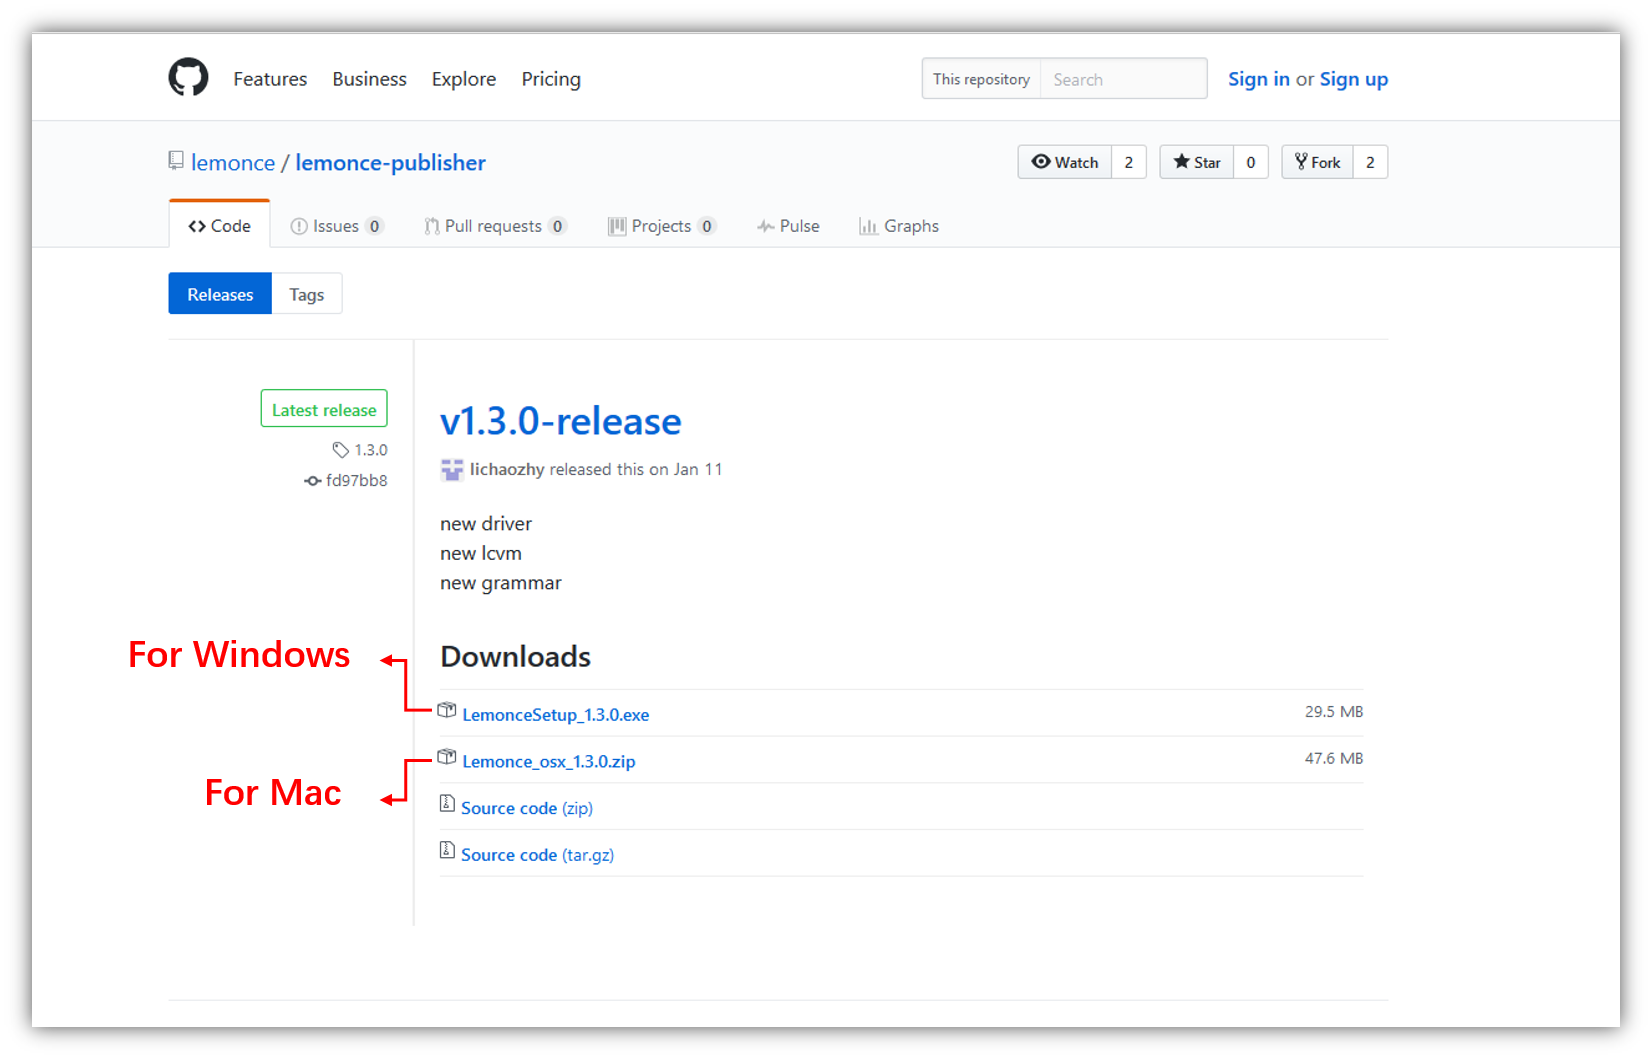 Features Business Explore Pricing This repository Search Sign in or Sign up
lemonce / lemonce-publisher Watch 2 Star 0 Fork 2
Code Issues 0 Pull requests 0 Projects 0 Pulse Graphs
Releases Tags
Latest release
1.3.0
fd97bb8
v1.3.0-release
lichaozhy released this on Jan 11
new driver
new lcvm
new grammar
For Windows
Downloads
LemonceSetup_1.3.0.exe 29.5 MB
Lemonce_osx_1.3.0.zip 47.6 MB
For Mac
Source code (zip)
Source code (tar.gz)